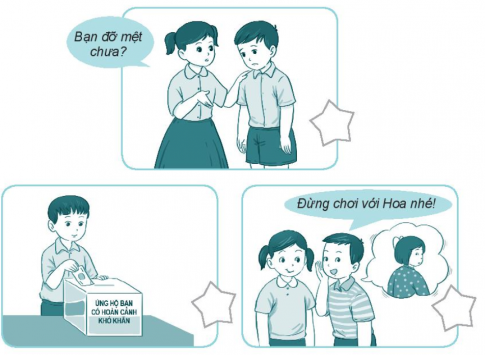 Bạn đỡ mệt
chưa?
Đừng chơi với Hoa nhé!
ỦNG HỘ BẠN
CÓ HOÀN CẢNH
KHÓ KHĂN